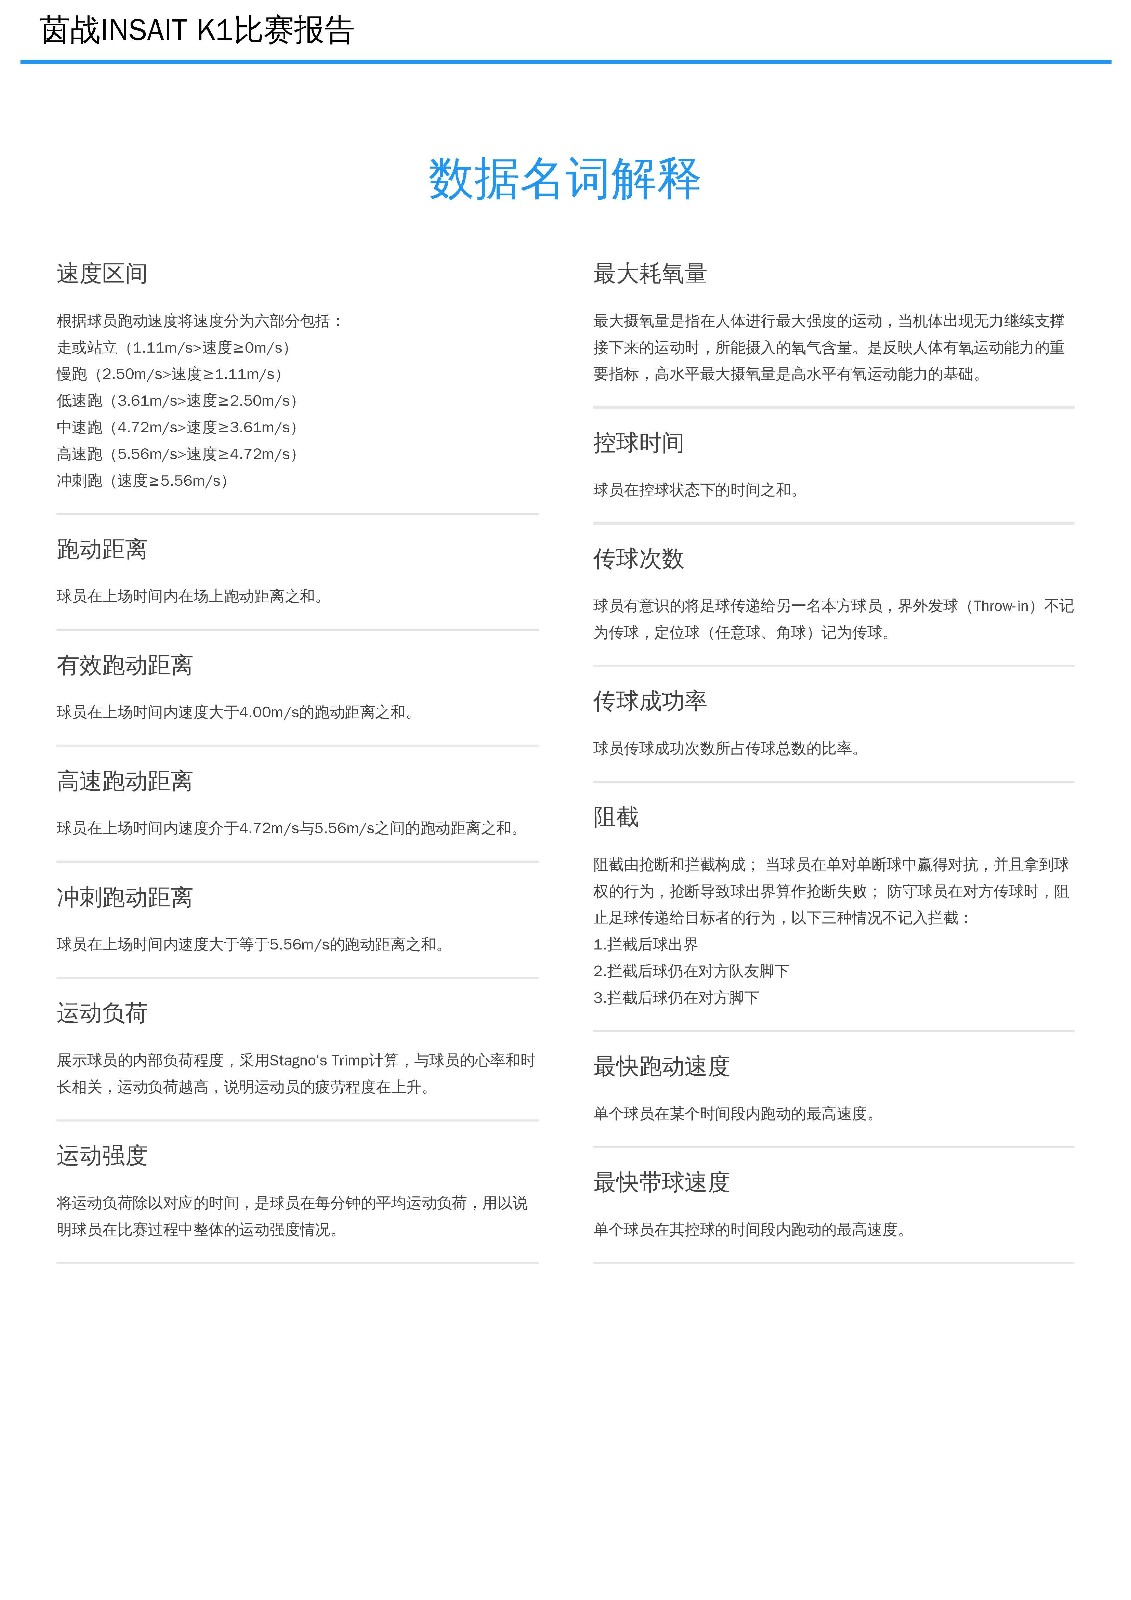 茵战INSAIT K1比赛报告
数据名词解释
速度区间
根据球员跑动速度将速度分为六部分包括：
走或站立（1.11m/s>速度≥0m/s）
慢跑（2.50m/s>速度≥1.11m/s）
低速跑（3.61m/s>速度≥2.50m/s）
中速跑（4.72m/s>速度≥3.61m/s）
高速跑（5.56m/s>速度≥4.72m/s）
冲刺跑（速度≥5.56m/s）
跑动距离
球员在上场时间内在场上跑动距离之和。
有效跑动距离
球员在上场时间内速度大于4.00m/s的跑动距离之和。
高速跑动距离
球员在上场时间内速度介于4.72m/s与5.56m/s之间的跑动距离之和。
冲刺跑动距离
球员在上场时间内速度大于等于5.56m/s的跑动距离之和。
运动负荷
展示球员的内部负荷程度，采用Stagno's Trimp计算，与球员的心率和时
长相关，运动负荷越高，说明运动员的疲劳程度在上升。
运动强度
将运动负荷除以对应的时间，是球员在每分钟的平均运动负荷，用以说
明球员在比赛过程中整体的运动强度情况。
最大耗氧量
最大摄氧量是指在人体进行最大强度的运动，当机体出现无力继续支撑
接下来的运动时，所能摄入的氧气含量。是反映人体有氧运动能力的重
要指标，高水平最大摄氧量是高水平有氧运动能力的基础。
控球时间
球员在控球状态下的时间之和。
传球次数
球员有意识的将足球传递给另一名本方球员，界外发球（Throw-in）不记
为传球，定位球（任意球、角球）记为传球。
传球成功率
球员传球成功次数所占传球总数的比率。
阻截
阻截由抢断和拦截构成； 当球员在单对单断球中赢得对抗，并且拿到球
权的行为，抢断导致球出界算作抢断失败； 防守球员在对方传球时，阻
止足球传递给目标者的行为，以下三种情况不记入拦截：
1.拦截后球出界
2.拦截后球仍在对方队友脚下
3.拦截后球仍在对方脚下
最快跑动速度
单个球员在某个时间段内跑动的最高速度。
最快带球速度
单个球员在其控球的时间段内跑动的最高速度。